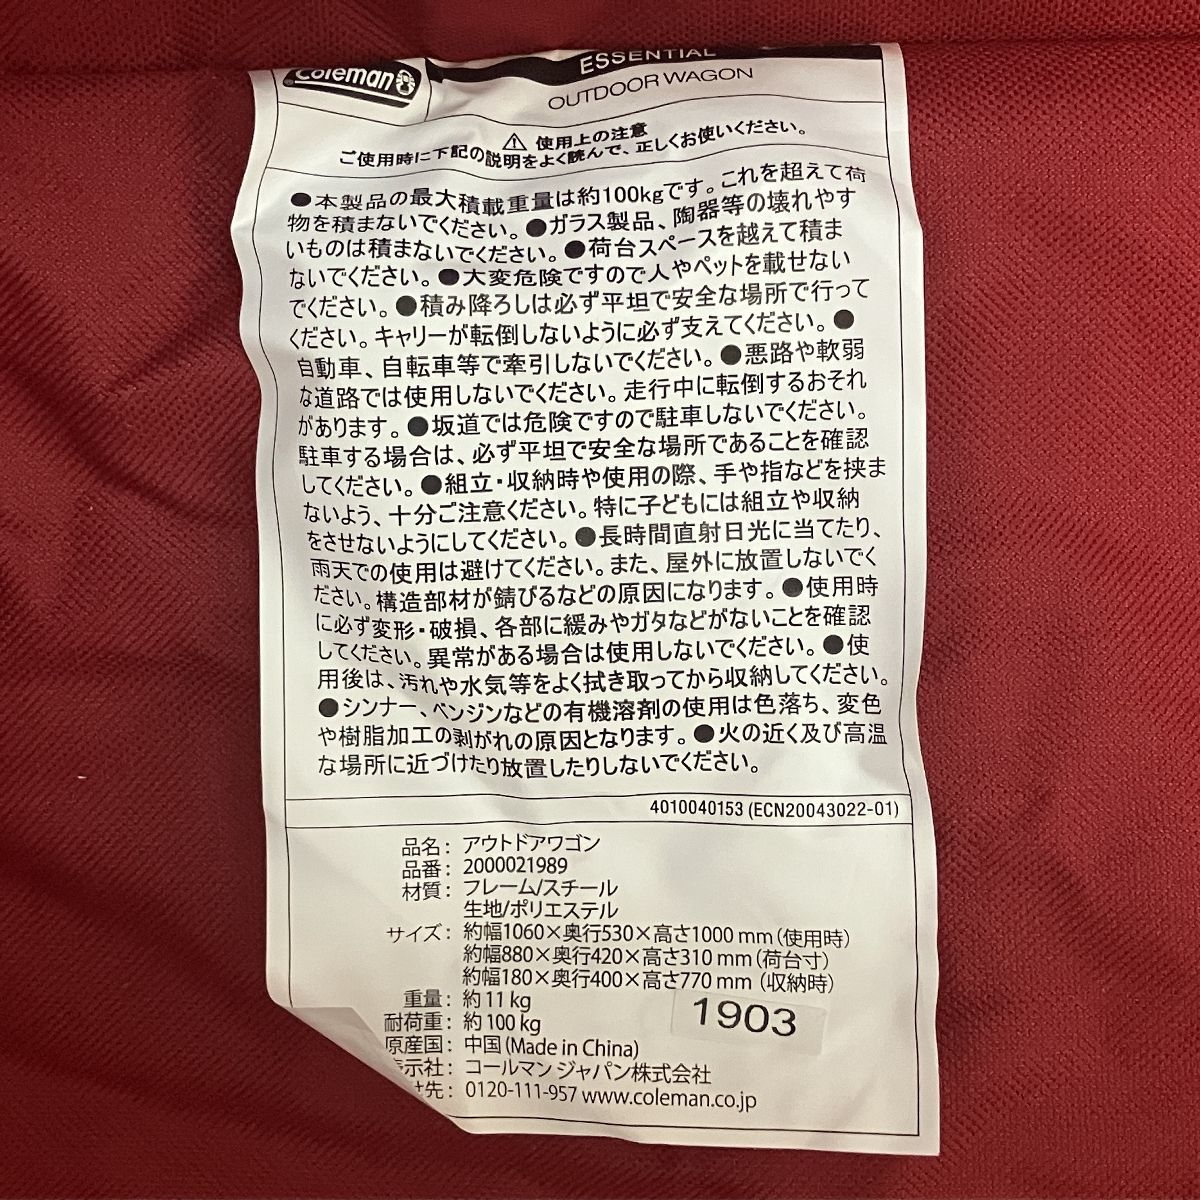 Coleman
ESSENTIAL
OUTDOOR WAGON
⚠ 使用上の注意
ご使用時に下記の説明をよく読んで、正しくお使いください。
●本製品の最大積載重量は約100kgです。これを超えて荷
物を積まないでください。●ガラス製品、陶器等の壊れやす
いものは積まないでください。●荷台スペースを越えて積ま
ないでください。●大変危険ですので人やペットを載せない
でください。●積み降ろしは必ず平坦で安全な場所で行って
ください。キャリーが転倒しないように必ず支えてください。●
自動車、自転車等で牽引しないでください。●悪路や軟弱
な道路では使用しないでください。走行中に転倒するおそれ
があります。●坂道では危険ですので駐車しないでください。
駐車する場合は、必ず平坦で安全な場所であることを確認
してください。●組立・収納時や使用の際、手や指などを挟ま
ないよう、十分ご注意ください。特に子どもには組立や収納
をさせないようにしてください。●長時間直射日光に当てたり、
雨天での使用は避けてください。また、屋外に放置しないでく
ださい。構造部材が錆びるなどの原因になります。●使用時
に必ず変形・破損、各部に緩みやガタなどがないことを確認
してください。異常がある場合は使用しないでください。●使
用後は、汚れや水気等をよく拭き取ってから収納してください。
●シンナー、ベンジンなどの有機溶剤の使用は色落ち、変色
や樹脂加工の剥がれの原因となります。●火の近く及び高温
な場所に近づけたり放置したりしないでください。
4010040153 (ECN20043022-01)
品名： アウトドアワゴン
品番： 2000021989
材質： フレーム/スチール
生地/ポリエステル
サイズ： 約幅1060×奥行530×高さ1000 mm（使用時）
約幅880×奥行420×高さ310 mm（荷台寸）
約幅180×奥行400×高さ770 mm（収納時）
重量： 約 11 kg
耐荷重： 約 100 kg
1903
原産国： 中国 (Made in China)
示社： コールマン ジャパン株式会社
先： 0120-111-957 www.coleman.co.jp